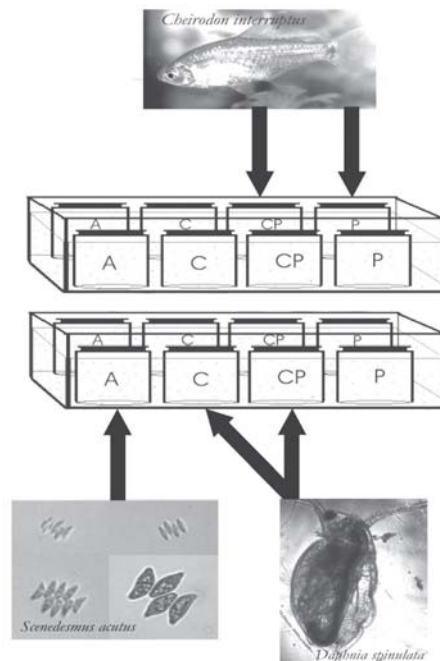 Cheirodon interruptus
A C CP P
A C CP P
A C CP P
A C CP P
Scenedesmus acutus
Daphnia spinulata